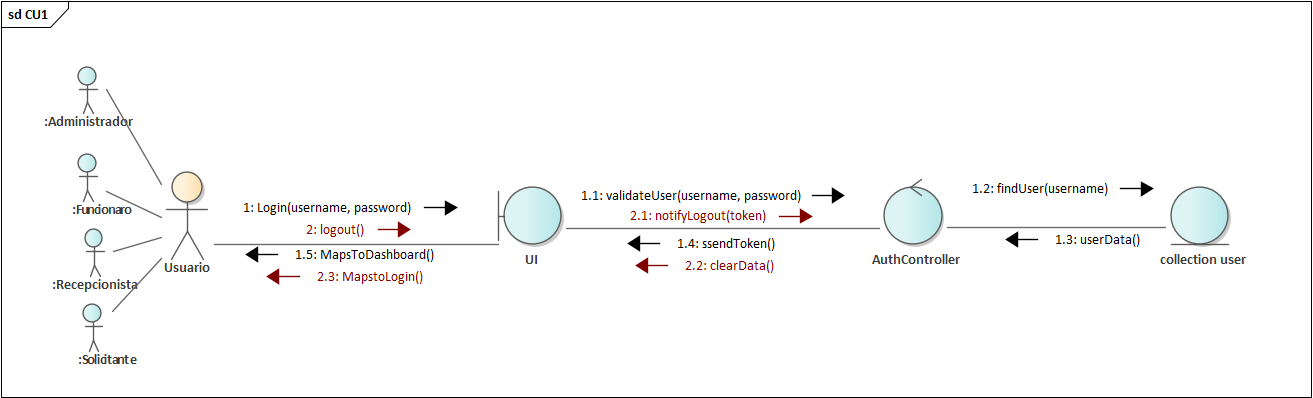 sd CU1
:Administrador
:Funcionaro
:Recepcionista
:Solicitante
Usuario
1: Login(username, password)
2: logout()
1.5: MapsToDashboard()
2.3: MapstoLogin()
UI
1.1: validateUser(username, password)
2.1: notifyLogout(token)
1.4: ssendToken()
2.2: clearData()
AuthController
1.2: findUser(username)
1.3: userData()
collection user